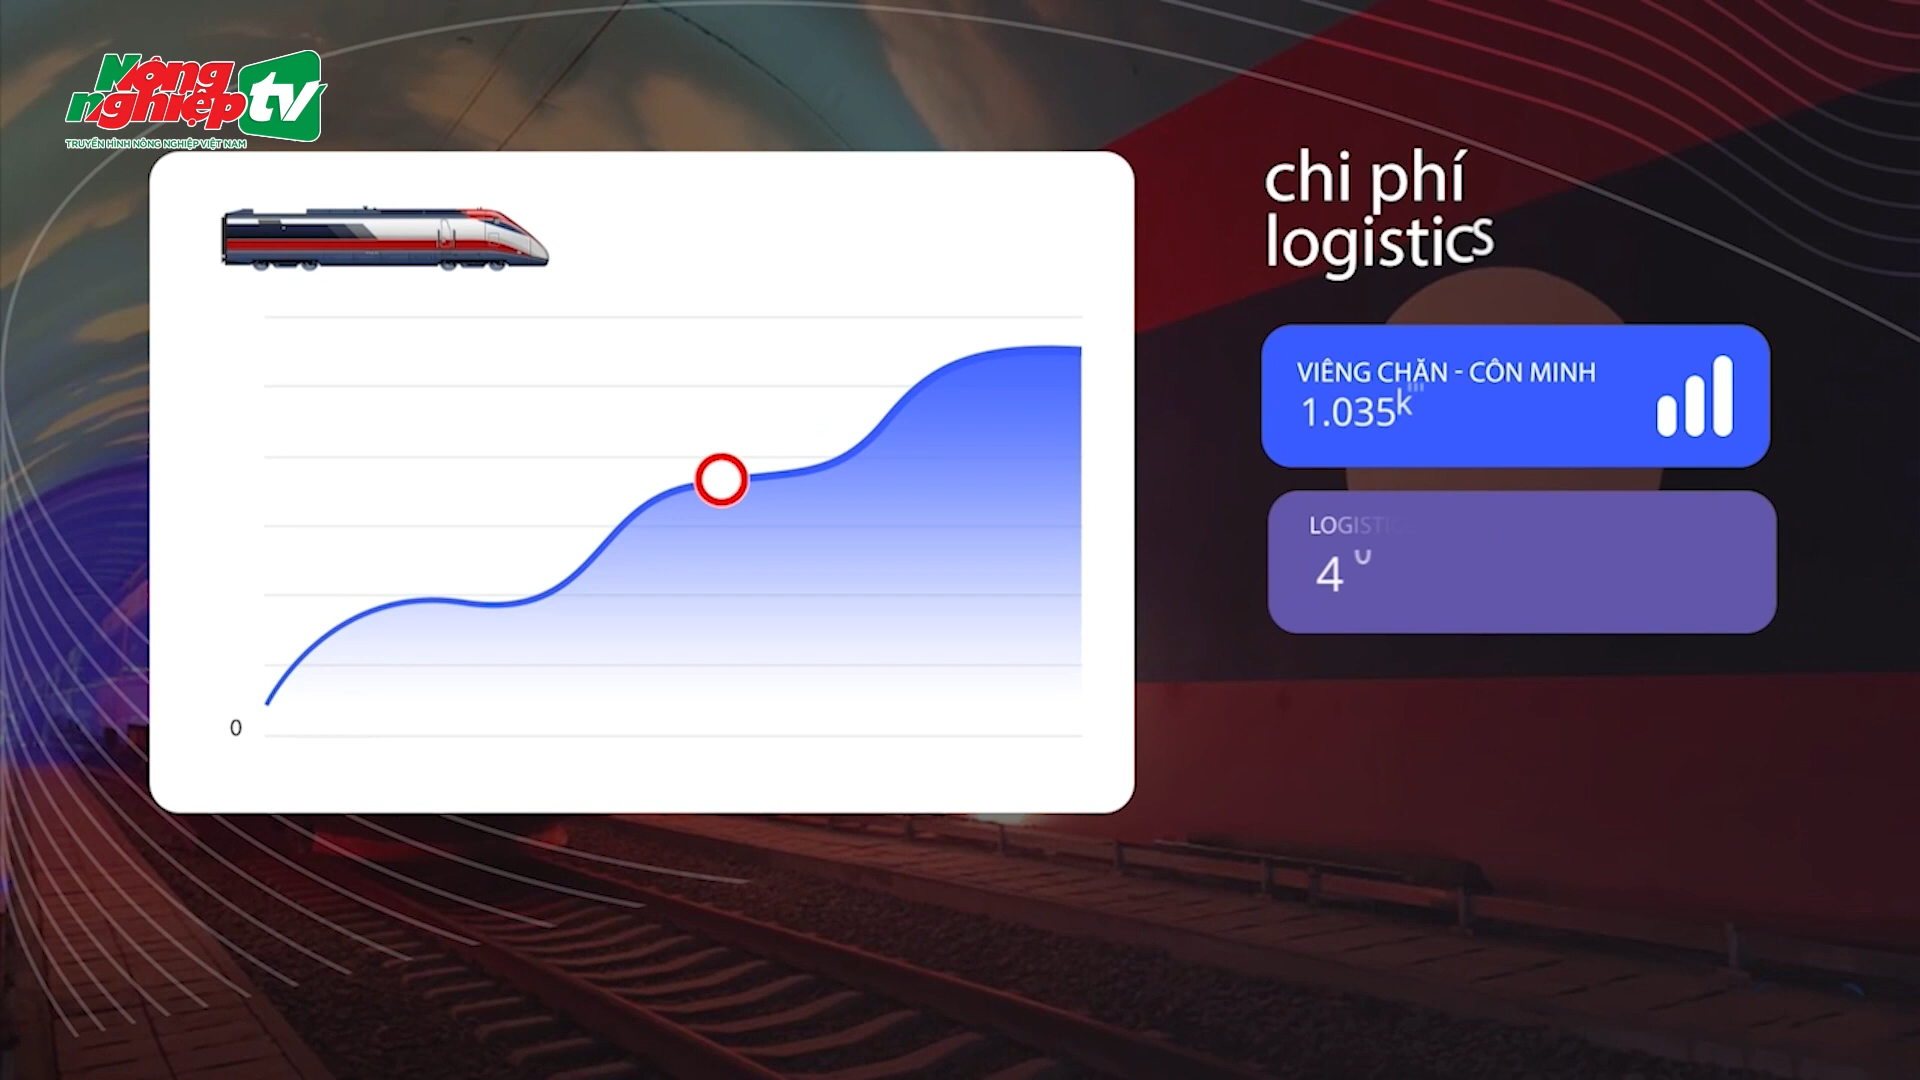 Nông
nghiệp tv
TRUYỀN HÌNH NÔNG NGHIỆP VIỆT NAM
chi phí
logistics
VIÊNG CHĂN - CÔN MINH
1.035k
LOGISTI
4
0